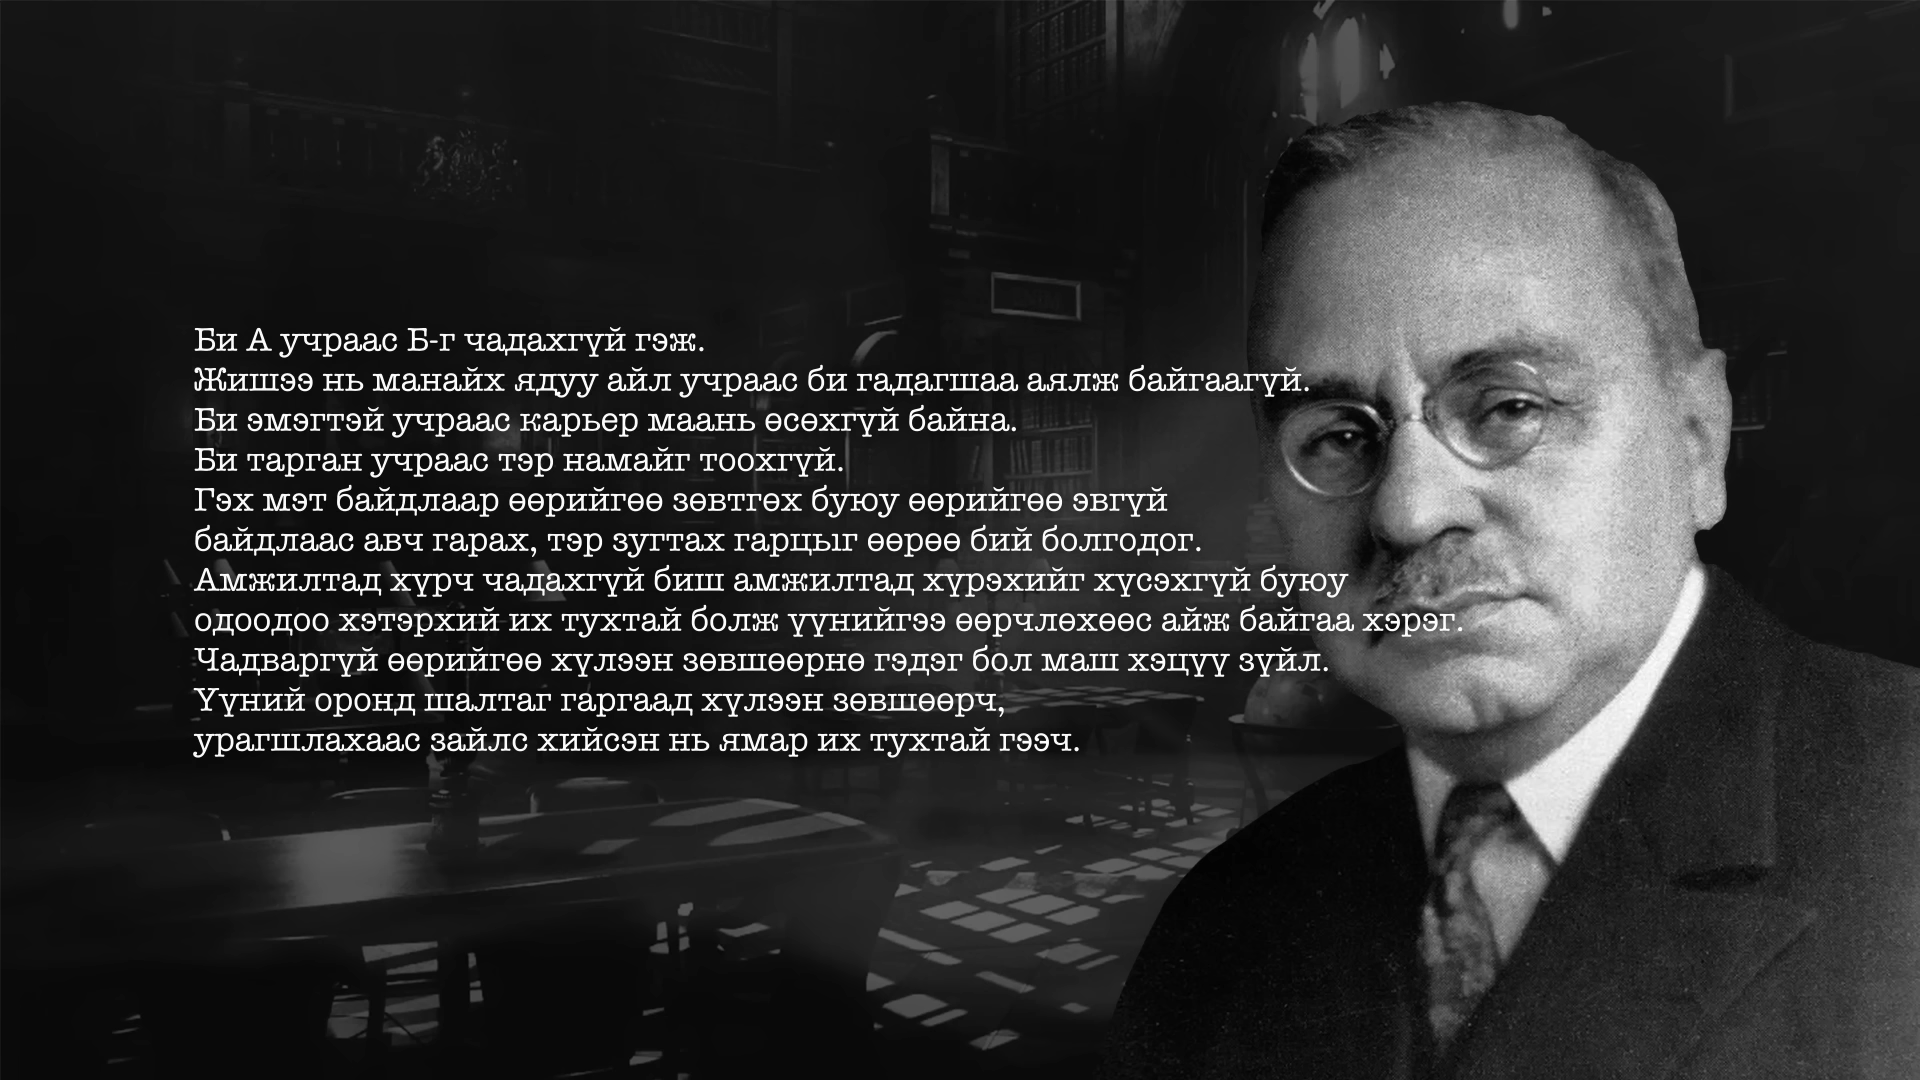 Би А учраас Б-г чадахгүй гэж.
Жишээ нь манайх ядуу айл учраас би гадагшаа аялж байгаагүй.
Би эмэгтэй учраас карьер маань өсөхгүй байна.
Би тарган учраас тэр намайг тоохгүй.
Гэх мэт байдлаар өөрийгөө зөвтгөх буюу өөрийгөө эвгүй
байдлаас авч гарах, тэр зугтах гарцыг өөрөө бий болгодог.
Амжилтад хүрч чадахгүй биш амжилтад хүрэхийг хүсэхгүй буюу
одоодоо хэтэрхий их тухтай болж үүнийгээ өөрчлөхөөс айж байгаа хэрэг.
Чадваргүй өөрийгөө хүлээн зөвшөөрнө гэдэг бол маш хэцүү зүйл.
Үүний оронд шалтаг гаргаад хүлээн зөвшөөрч,
урагшлахаас зайлс хийсэн нь ямар их тухтай гээч.